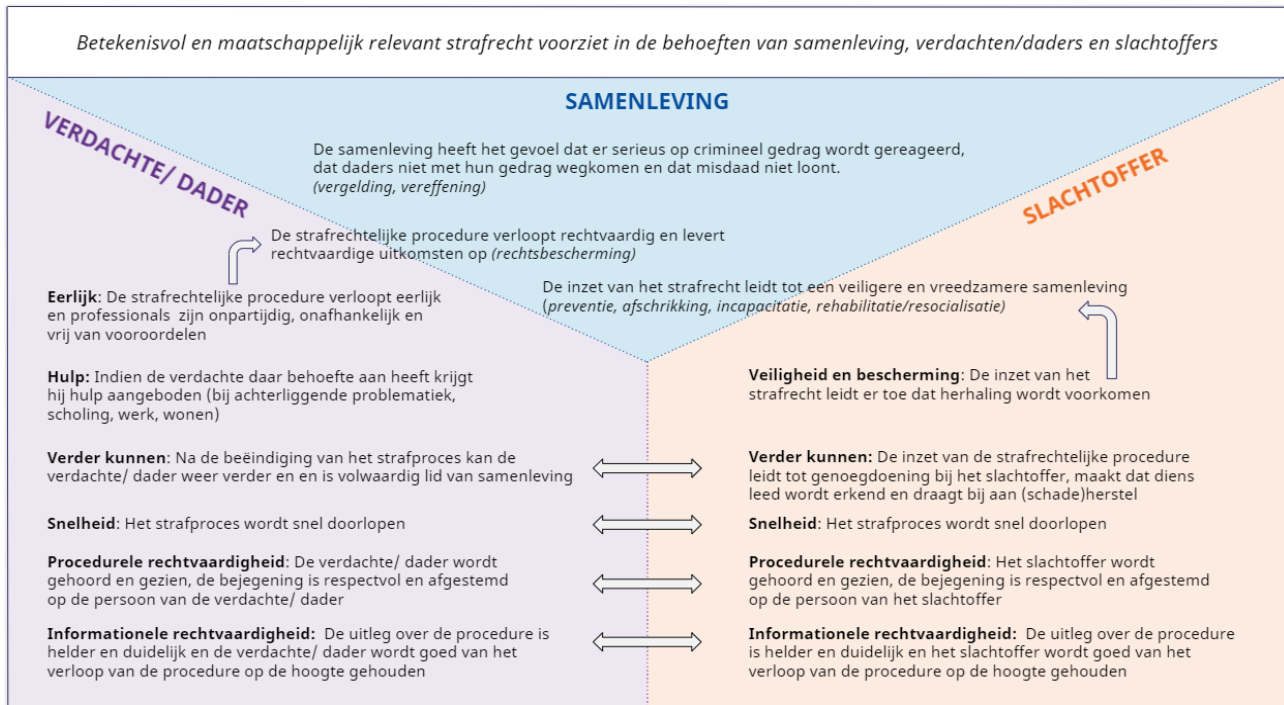 Betekenisvol en maatschappelijk relevant strafrecht voorziet in de behoeften van samenleving, verdachten/daders en slachtoffers
SAMENLEVING
VERDACHTE/ DADER
SLACHTOFFER
De samenleving heeft het gevoel dat er serieus op crimineel gedrag wordt gereageerd,
dat daders niet met hun gedrag wegkomen en dat misdaad niet loont.
(vergelding, vereffening)
De strafrechtelijke procedure verloopt rechtvaardig en levert
rechtvaardige uitkomsten op (rechtsbescherming)
De inzet van het strafrecht leidt tot een veiligere en vreedzamere samenleving
(preventie, afschrikking, incapacitatie, rehabilitatie/resocialisatie)
Eerlijk: De strafrechtelijke procedure verloopt eerlijk
en professionals zijn onpartijdig, onafhankelijk en
vrij van vooroordelen
Hulp: Indien de verdachte daar behoefte aan heeft krijgt
hij hulp aangeboden (bij achterliggende problematiek,
scholing, werk, wonen)
Verder kunnen: Na de beëindiging van het strafproces kan de
verdachte/ dader weer verder en en is volwaardig lid van samenleving
Snelheid: Het strafproces wordt snel doorlopen
Procedurele rechtvaardigheid: De verdachte/ dader wordt
gehoord en gezien, de bejegening is respectvol en afgestemd
op de persoon van de verdachte/ dader
Informationele rechtvaardigheid: De uitleg over de procedure is
helder en duidelijk en de verdachte/ dader wordt goed van het
verloop van de procedure op de hoogte gehouden
Veiligheid en bescherming: De inzet van het
strafrecht leidt er toe dat herhaling wordt voorkomen
Verder kunnen: De inzet van de strafrechtelijke procedure
leidt tot genoegdoening bij het slachtoffer, maakt dat diens
leed wordt erkend en draagt bij aan (schade)herstel
Snelheid: Het strafproces wordt snel doorlopen
Procedurele rechtvaardigheid: Het slachtoffer wordt
gehoord en gezien, de bejegening is respectvol en afgestemd
op de persoon van het slachtoffer
Informationele rechtvaardigheid: De uitleg over de procedure
is helder en duidelijk en het slachtoffer wordt goed van het
verloop van de procedure op de hoogte gehouden